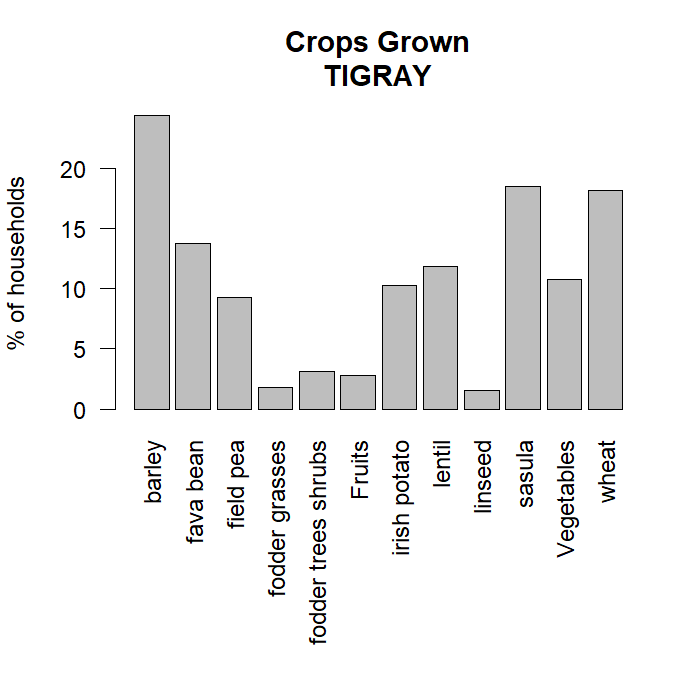 Crops Grown
TIGRAY
% of households
20
15
10
5
0
barley
fava bean
field pea
fodder grasses
fodder trees shrubs
Fruits
irish potato
lentil
linseed
sasula
Vegetables
wheat